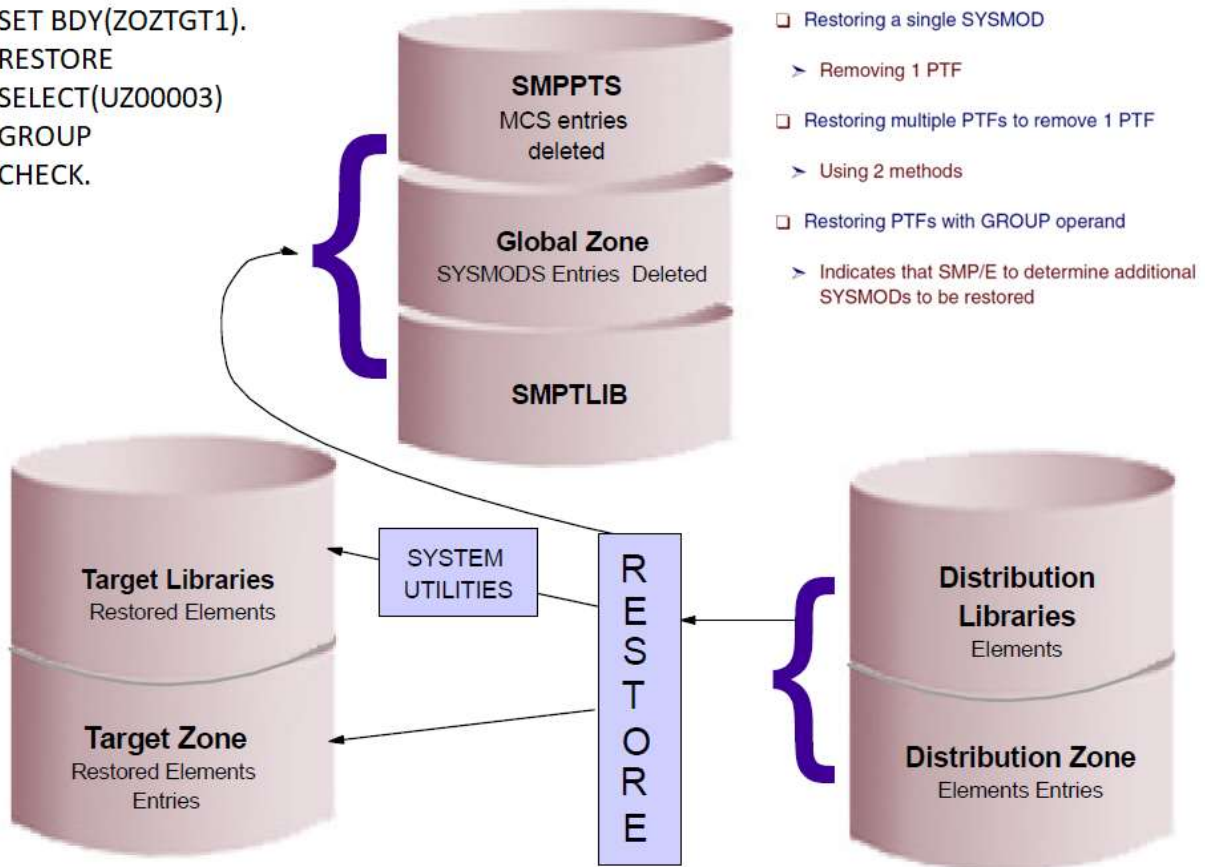 SET BDY(ZOZTGT1).
RESTORE
SELECT(UZ00003)
GROUP
CHECK.
SMPPTS
MCS entries
deleted
Global Zone
SYSMODS Entries Deleted
SMPTLIB
❑ Restoring a single SYSMOD
➢ Removing 1 PTF
❑ Restoring multiple PTFs to remove 1 PTF
➢ Using 2 methods
❑ Restoring PTFs with GROUP operand
➢ Indicates that SMP/E to determine additional
SYSMODs to be restored
Target Libraries
Restored Elements
Target Zone
Restored Elements
Entries
SYSTEM
UTILITIES
R
E
S
T
O
R
E
Distribution
Libraries
Elements
Distribution Zone
Elements Entries